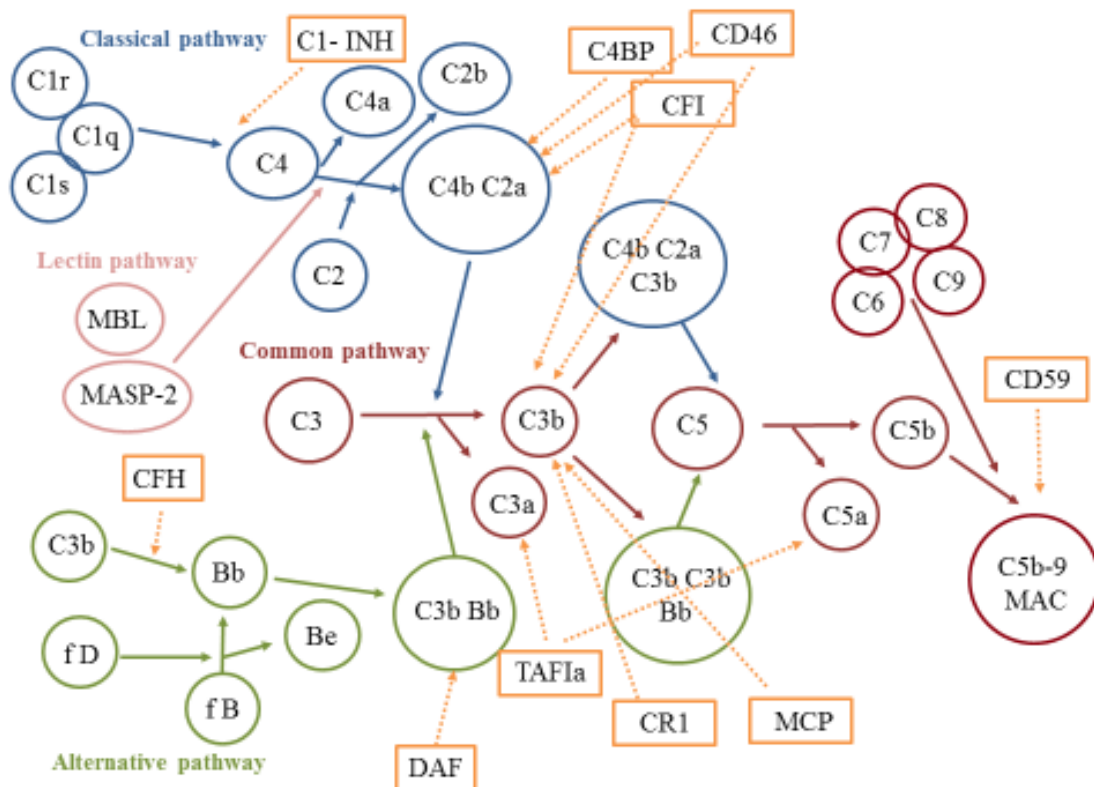 Classical pathway
C1- INH
C4BP
CD46
C1r
C4a
C2b
CFI
C1q
C4
C4b C2a
C1s
C8
C7
C4b C2a
C3b
C9
C6
Lectin pathway
C2
MBL
MASP-2
Common pathway
CD59
C3
C3b
C5
C5b
CFH
C3a
C5a
C3b
Bb
C3b Bb
C3b C3b
Bb
C5b-9
MAC
f D
Be
f B
TAFIa
CR1
MCP
Alternative pathway
DAF